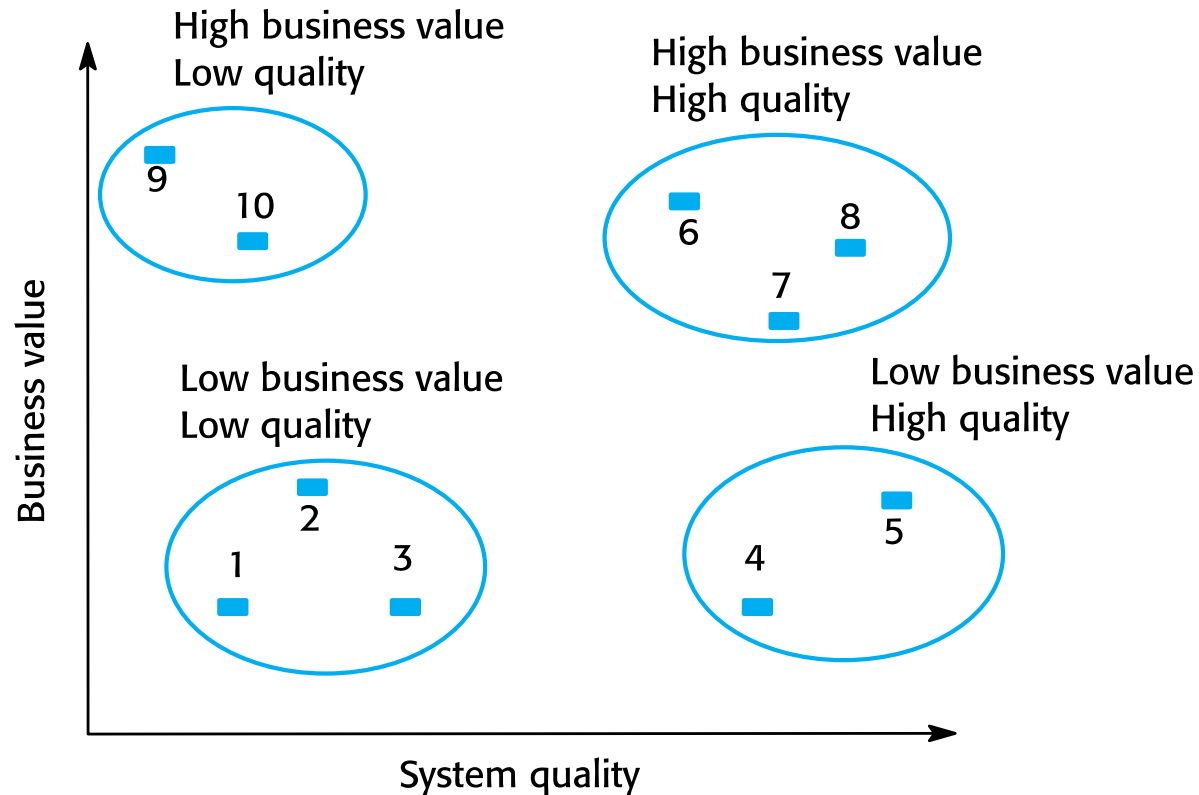 High business value
Low quality
High business value
High quality
9
10
6
8
7
Business value
Low business value
Low quality
Low business value
High quality
2
1
3
5
4
System quality